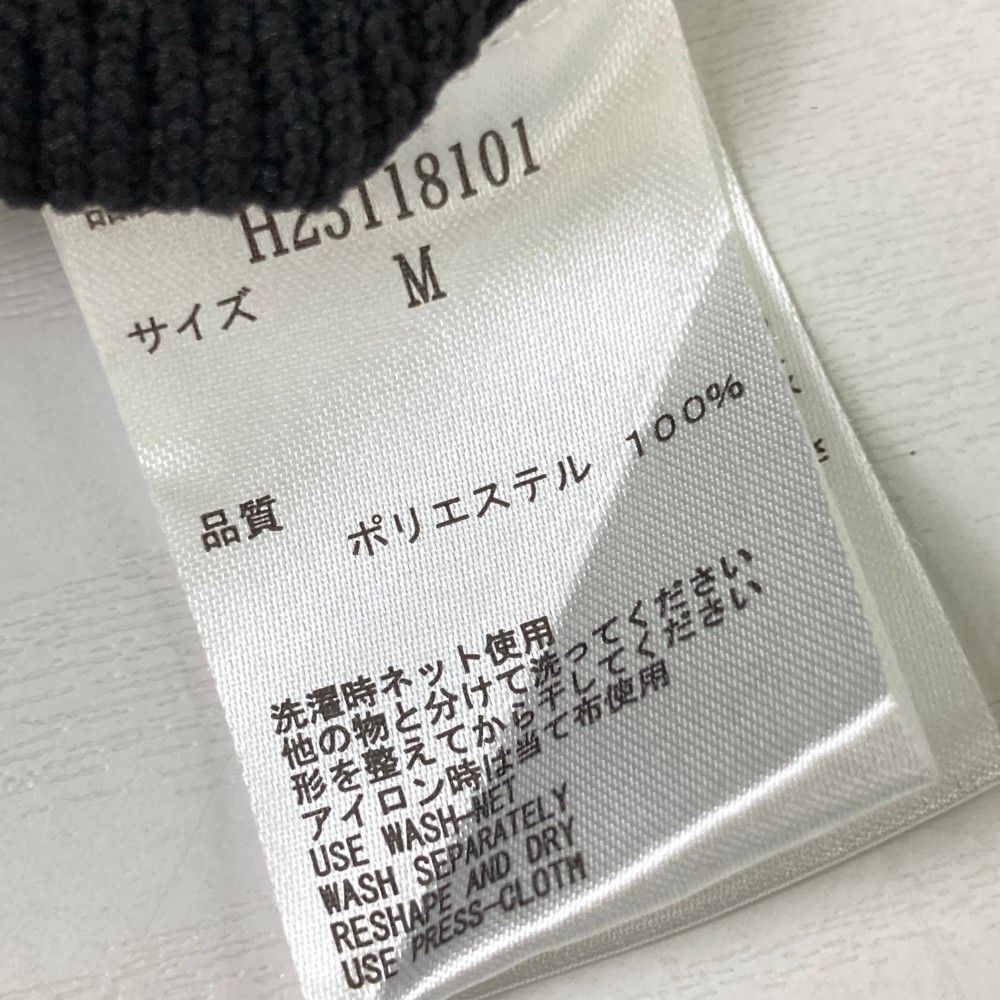 H23118101
サイズ M
品質 ポリエステル 100%
洗濯時ネット使用
他の物と分けて洗ってください
形を整えてから干してください
アイロン時は当て布使用
USE WASH-NET
WASH SEPARATELY
RESHAPE AND DRY
USE PRESS-CLOTH